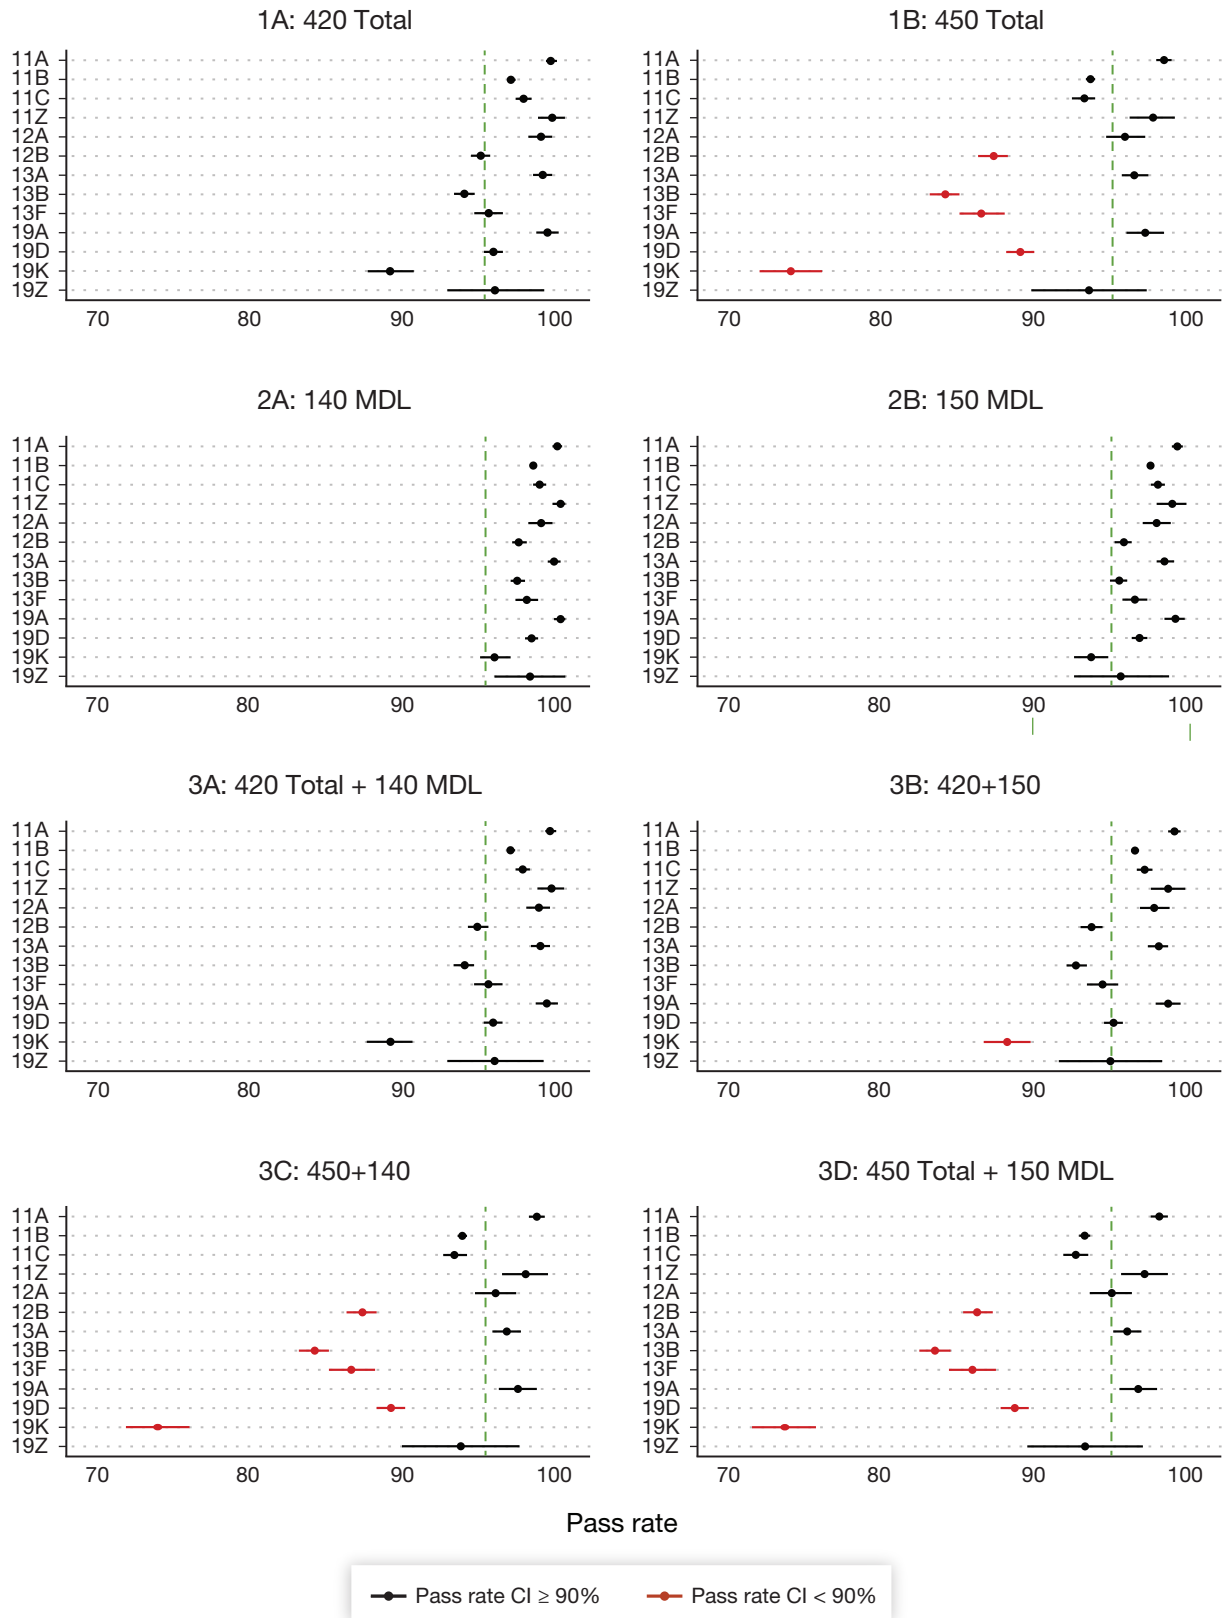 1A: 420 Total
11A
11B
11C
11Z
12A
12B
13A
13B
13F
19A
19D
19K
19Z
70 80 90 100
1B: 450 Total
11A
11B
11C
11Z
12A
12B
13A
13B
13F
19A
19D
19K
19Z
70 80 90 100
2A: 140 MDL
11A
11B
11C
11Z
12A
12B
13A
13B
13F
19A
19D
19K
19Z
70 80 90 100
2B: 150 MDL
11A
11B
11C
11Z
12A
12B
13A
13B
13F
19A
19D
19K
19Z
70 80 90 100
3A: 420 Total + 140 MDL
11A
11B
11C
11Z
12A
12B
13A
13B
13F
19A
19D
19K
19Z
70 80 90 100
3B: 420+150
11A
11B
11C
11Z
12A
12B
13A
13B
13F
19A
19D
19K
19Z
70 80 90 100
3C: 450+140
11A
11B
11C
11Z
12A
12B
13A
13B
13F
19A
19D
19K
19Z
70 80 90 100
3D: 450 Total + 150 MDL
11A
11B
11C
11Z
12A
12B
13A
13B
13F
19A
19D
19K
19Z
70 80 90 100
Pass rate
Pass rate CI ≥ 90% Pass rate CI < 90%